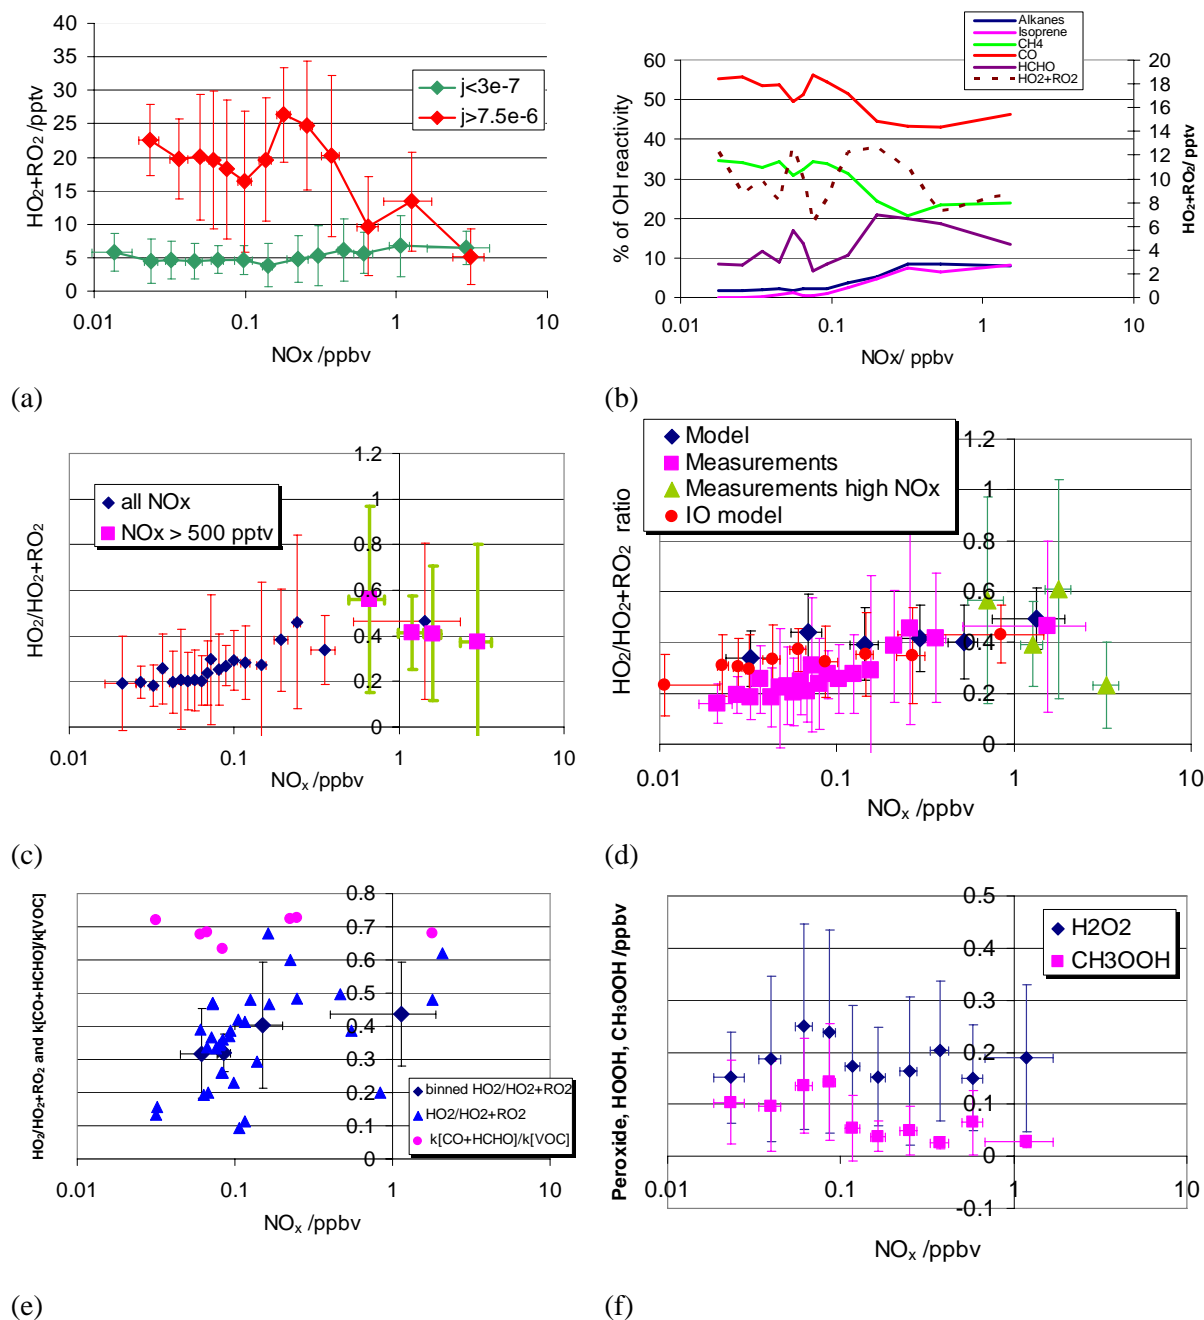 40
35
30
25
20
15
10
5
0
HO2+RO2 /pptv
j<3e-7
j>7.5e-6
0.01 0.1 1 10
NOx /ppbv
(a)
Alkanes
Isoprene
CH4
CO
HCHO
HO2+RO2
60
50
40
30
20
10
0
% of OH reactivity
20
18
16
14
12
10
8
6
4
2
0
HO2+RO2/ pptv
0.01 0.1 1 10
NOx/ ppbv
(b)
1.2
1
0.8
0.6
0.4
0.2
0
HO2/HO2+RO2
all NOx
NOx > 500 pptv
0.01 0.1 1 10
NOx /ppbv
(c)
Model
Measurements
Measurements high NOx
IO model
1.2
1
0.8
0.6
0.4
0.2
0
HO2/HO2+RO2 ratio
0.01 0.1 1 10
NOx /ppbv
(d)
0.8
0.7
0.6
0.5
0.4
0.3
0.2
0.1
0
HO2/HO2+RO2 and k[CO+HCHO]/k[VOC]
binned HO2/HO2+RO2
HO2/HO2+RO2
k[CO+HCHO]/k[VOC]
0.01 0.1 1 10
NOx /ppbv
(e)
0.5
0.4
0.3
0.2
0.1
0
-0.1
Peroxide, HOOH, CH3OOH /ppbv
H2O2
CH3OOH
0.01 0.1 1 10
NOx /ppbv
(f)